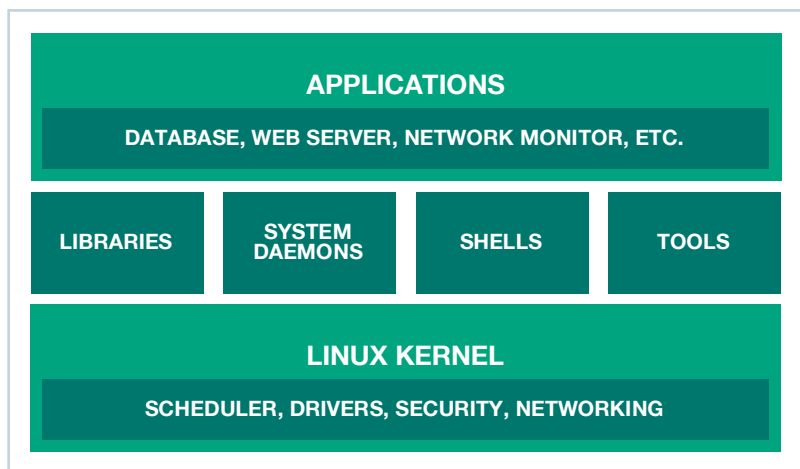 APPLICATIONS
DATABASE, WEB SERVER, NETWORK MONITOR, ETC.
LIBRARIES
SYSTEM
DAEMONS
SHELLS
TOOLS
LINUX KERNEL
SCHEDULER, DRIVERS, SECURITY, NETWORKING